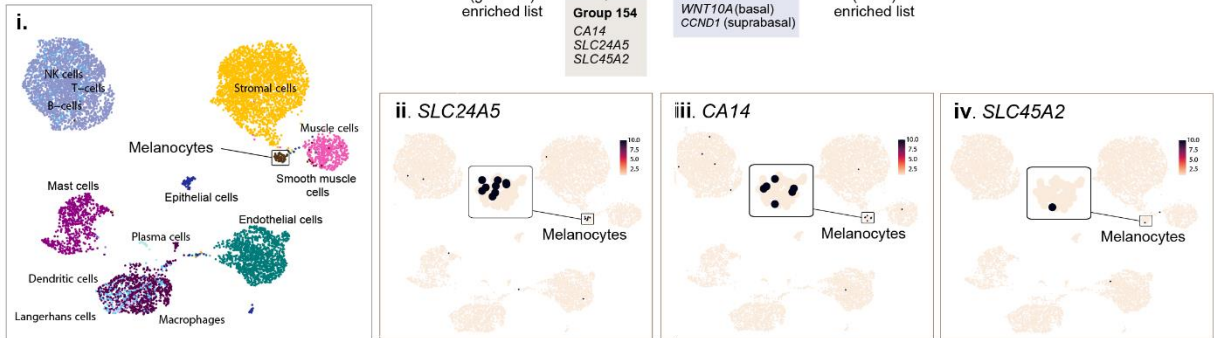 enriched list
Group 154
CA14
SLC24A5
SLC45A2
WNT10A (basal)
CCND1 (suprabasal)
enriched list
i.
NK cells
T-cells
B-cells
Stromal cells
Muscle cells
Melanocytes
Smooth muscle
cells
Epithelial cells
Mast cells
Endothelial cells
Plasma cells
Dendritic cells
Langerhans cells
Macrophages
ii. SLC24A5
10.0
7.5
5.0
2.5
Melanocytes
iii. CA14
10.0
7.5
5.0
2.5
Melanocytes
iv. SLC45A2
10.0
7.5
5.0
2.5
Melanocytes